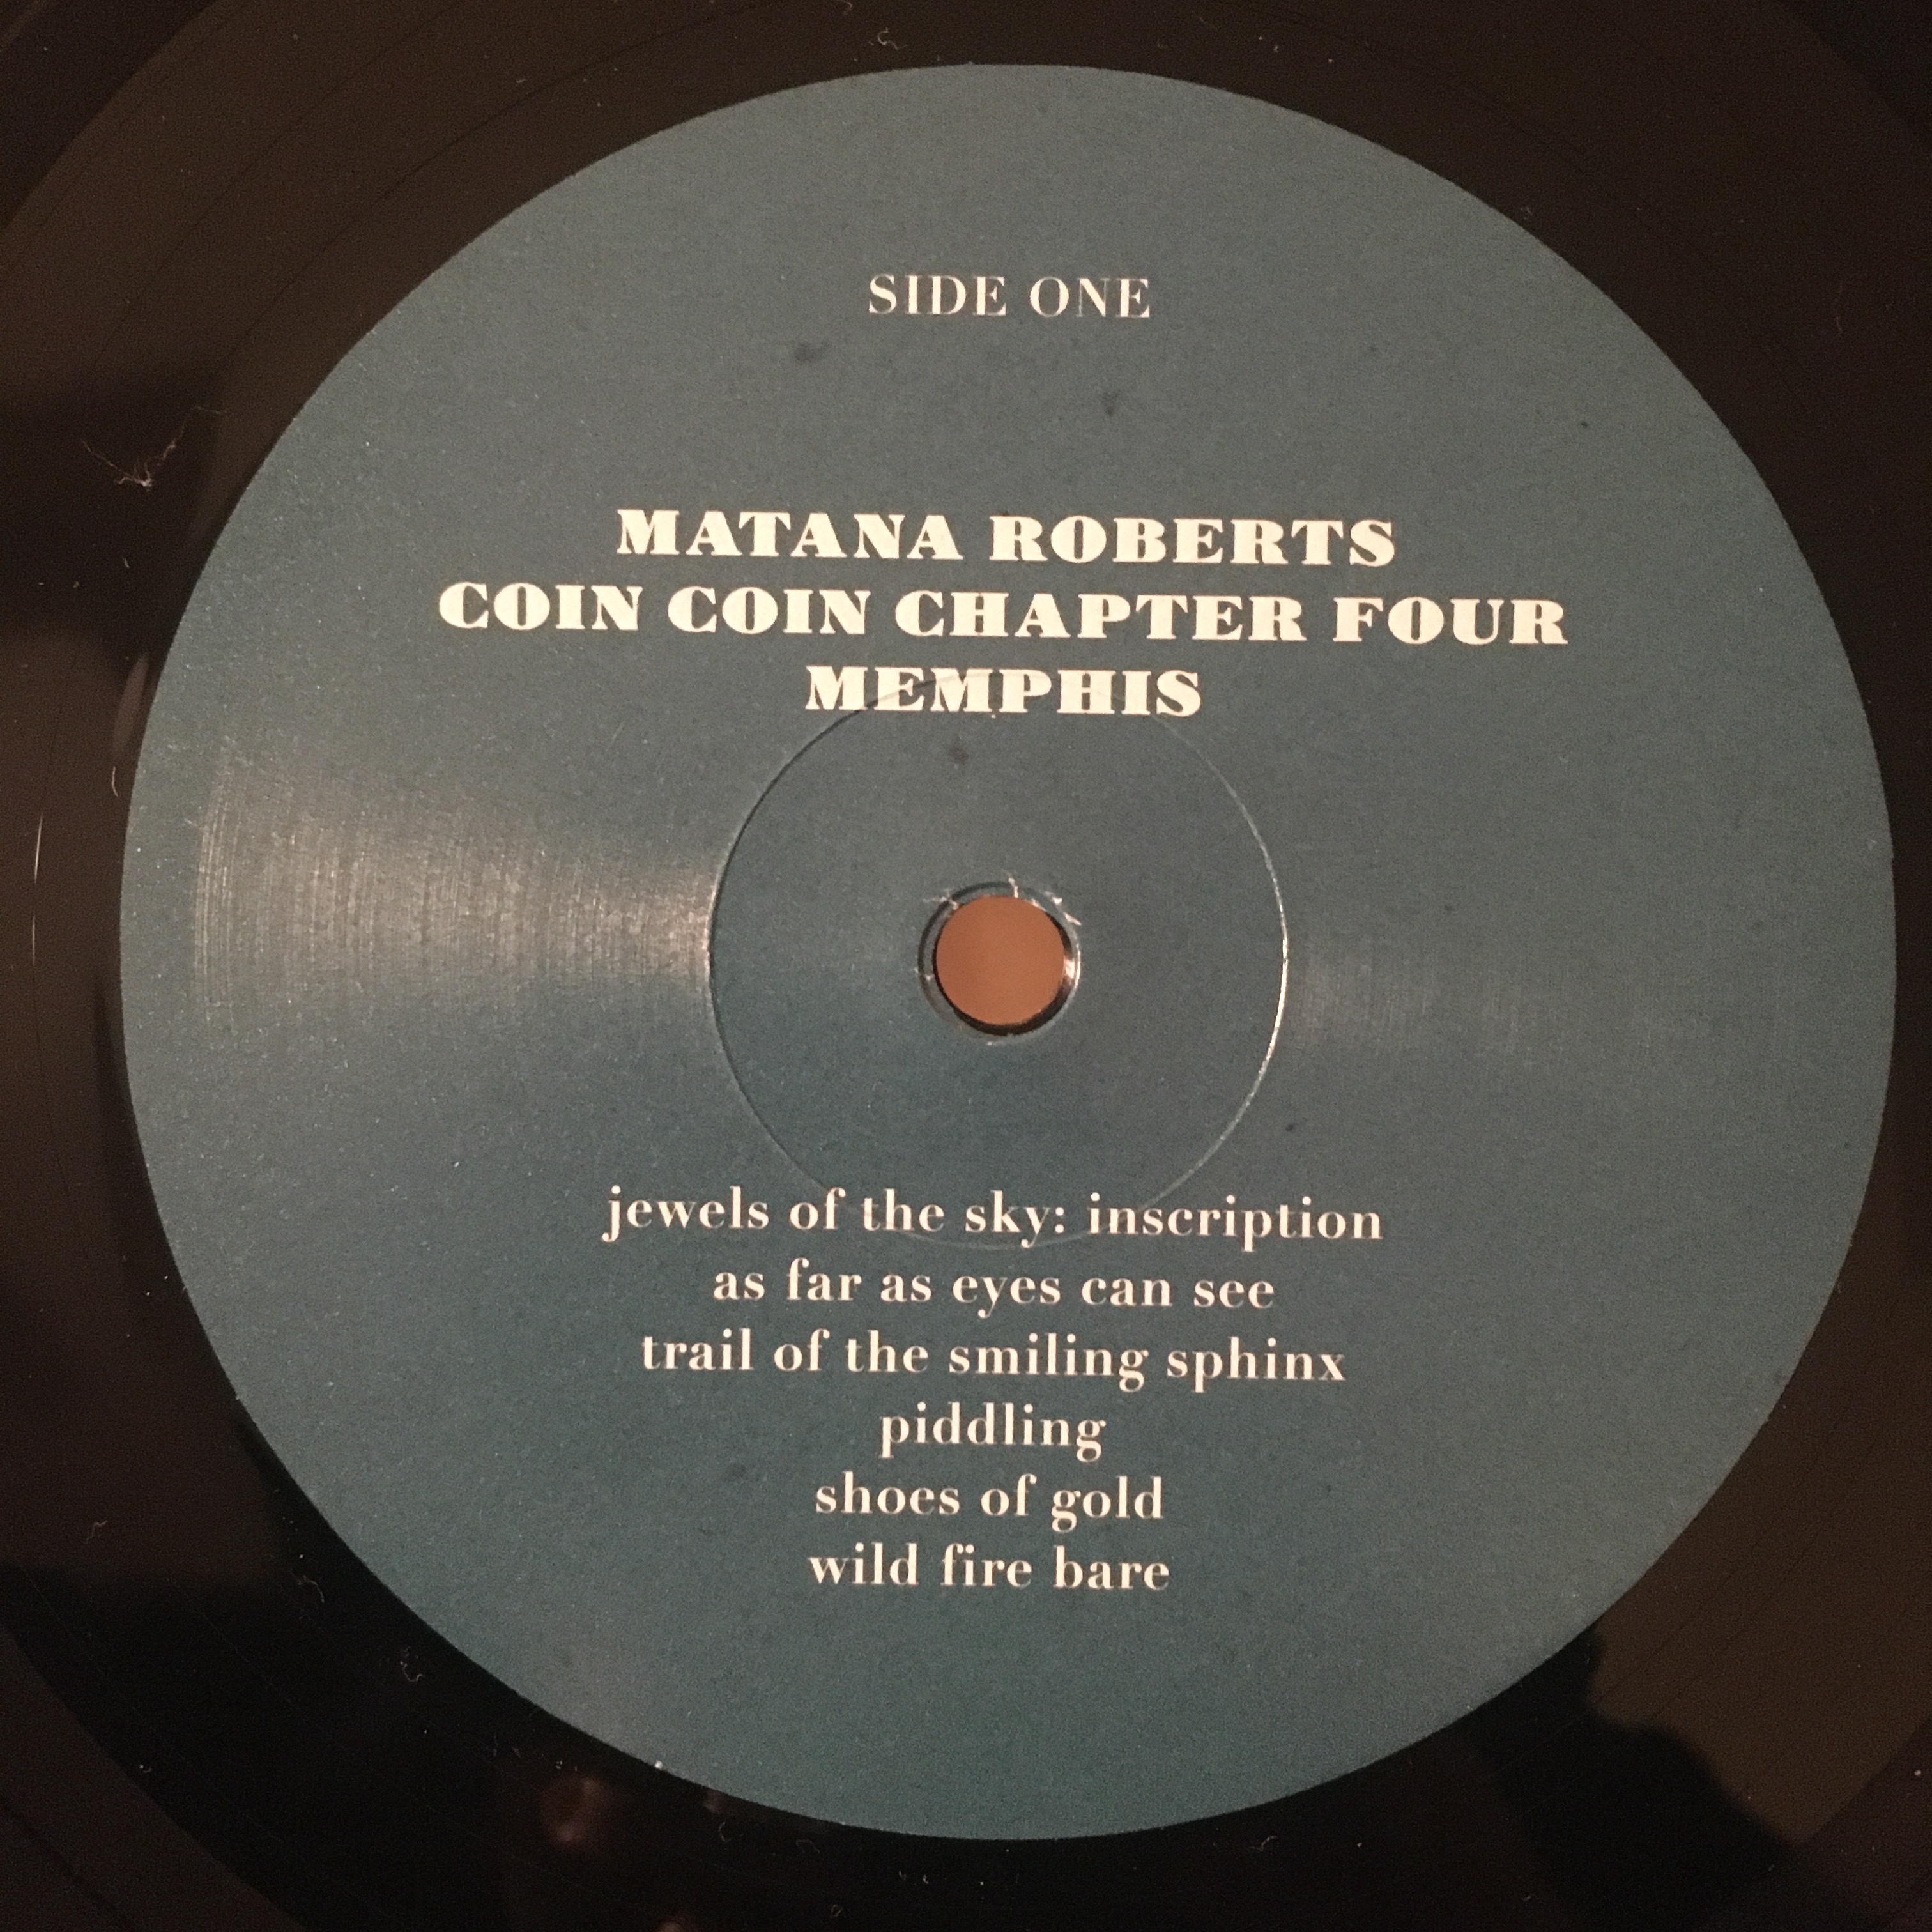 SIDE ONE
MATANA ROBERTS
COIN COIN CHAPTER FOUR
MEMPHIS
jewels of the sky: inscription
as far as eyes can see
trail of the smiling sphinx
piddling
shoes of gold
wild fire bare